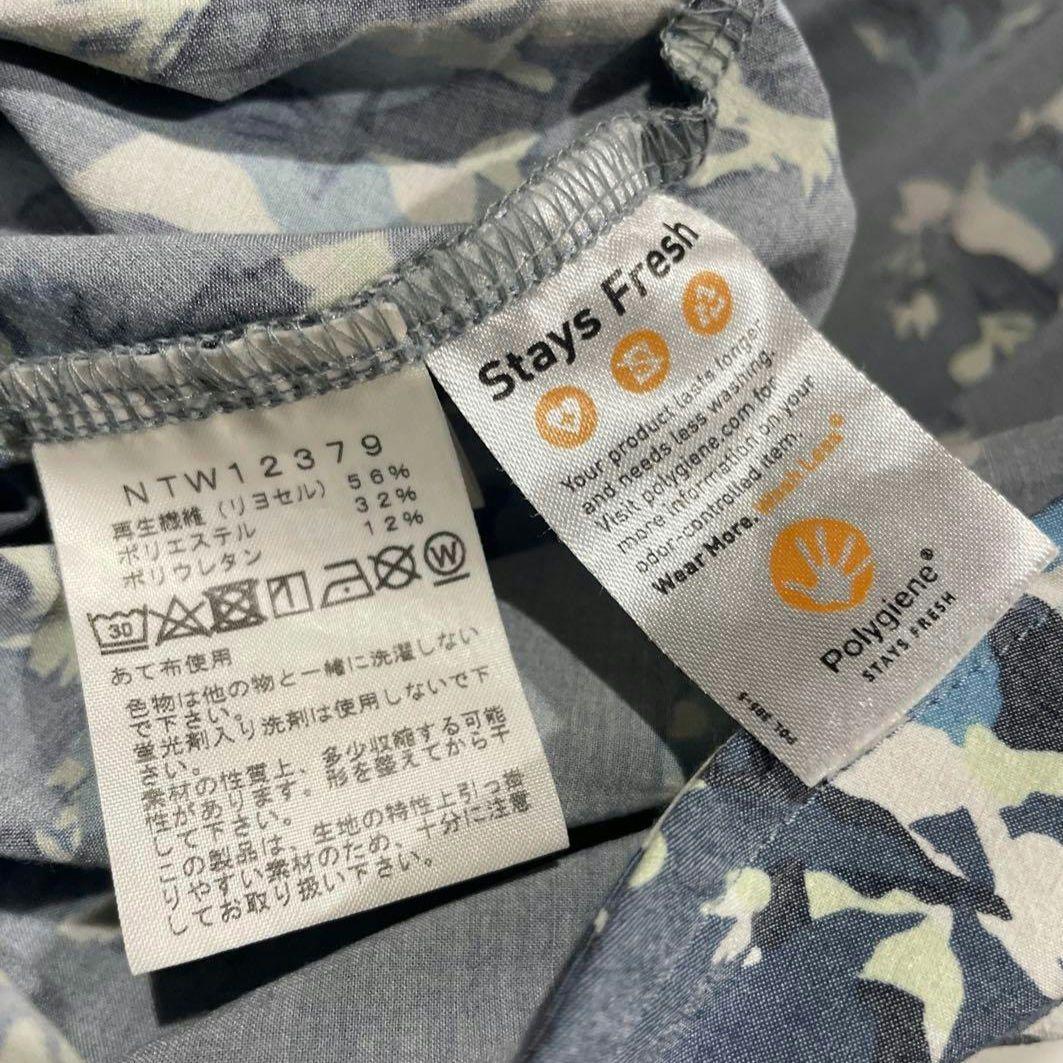 NTW12379
再生繊維（リヨセル） 56%
ポリエステル 32%
ポリウレタン 12%
30
W
あて布使用
色物は他の物と一緒に洗濯しない
で下さい。
蛍光剤入り洗剤は使用しないで下
さい。
素材の性質上、多少収縮する可能
性があります。形を整えてから干
して下さい。
この製品は、生地の特性上引っ掛
りやすい素材のため、十分に注意
してお取り扱い下さい。
Stays Fresh
Your product lasts longer
and needs less washing.
Visit polygiene.com for
more information on your
odor-controlled item.
Wear More. Wash Less®
Polygiene®
STAYS FRESH